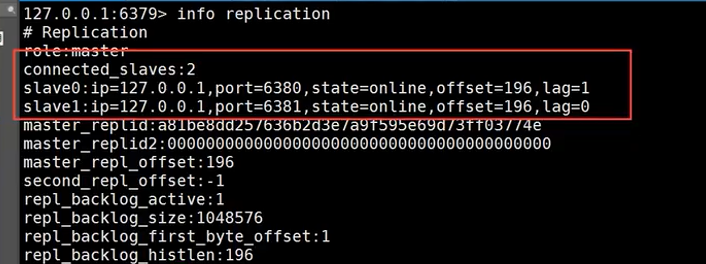 127.0.0.1:6379> info replication
# Replication
role:master
connected_slaves:2
slave0:ip=127.0.0.1,port=6380,state=online,offset=196,lag=1
slave1:ip=127.0.0.1,port=6381,state=online,offset=196,lag=0
master_replid:a81be8dd257636b2d3e7a9f595e69d73ff03774e
master_replid2:0000000000000000000000000000000000000000
master_repl_offset:196
second_repl_offset:-1
repl_backlog_active:1
repl_backlog_size:1048576
repl_backlog_first_byte_offset:1
repl_backlog_histlen:196